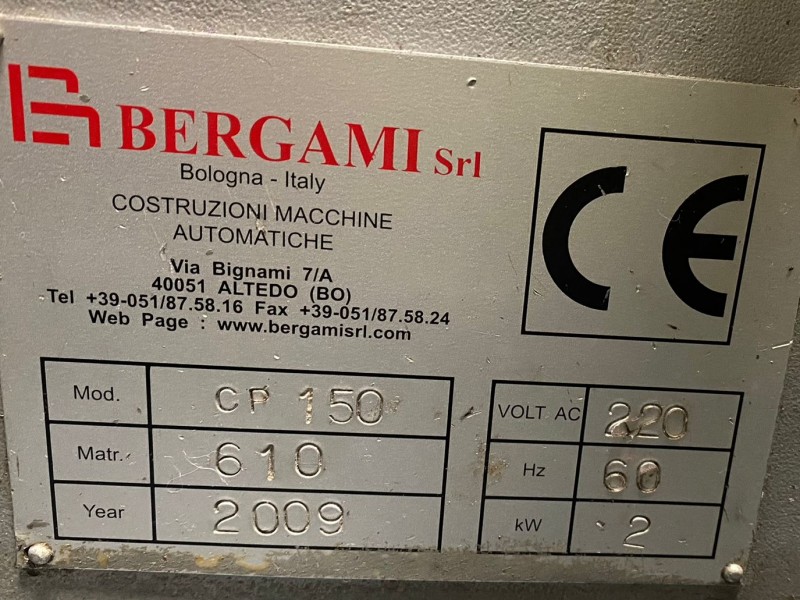 BERGAMI Srl
Bologna - Italy
COSTRUZIONI MACCHINE
AUTOMATICHE
Via Bignami 7/A
40051 ALTEDO (BO)
Tel +39-051/87.58.16 Fax +39-051/87.58.24
Web Page : www.bergamisrl.com
CE
Mod. CP 150
Matr. 610
Year 2009
VOLT AC 220
Hz 60
kW 2